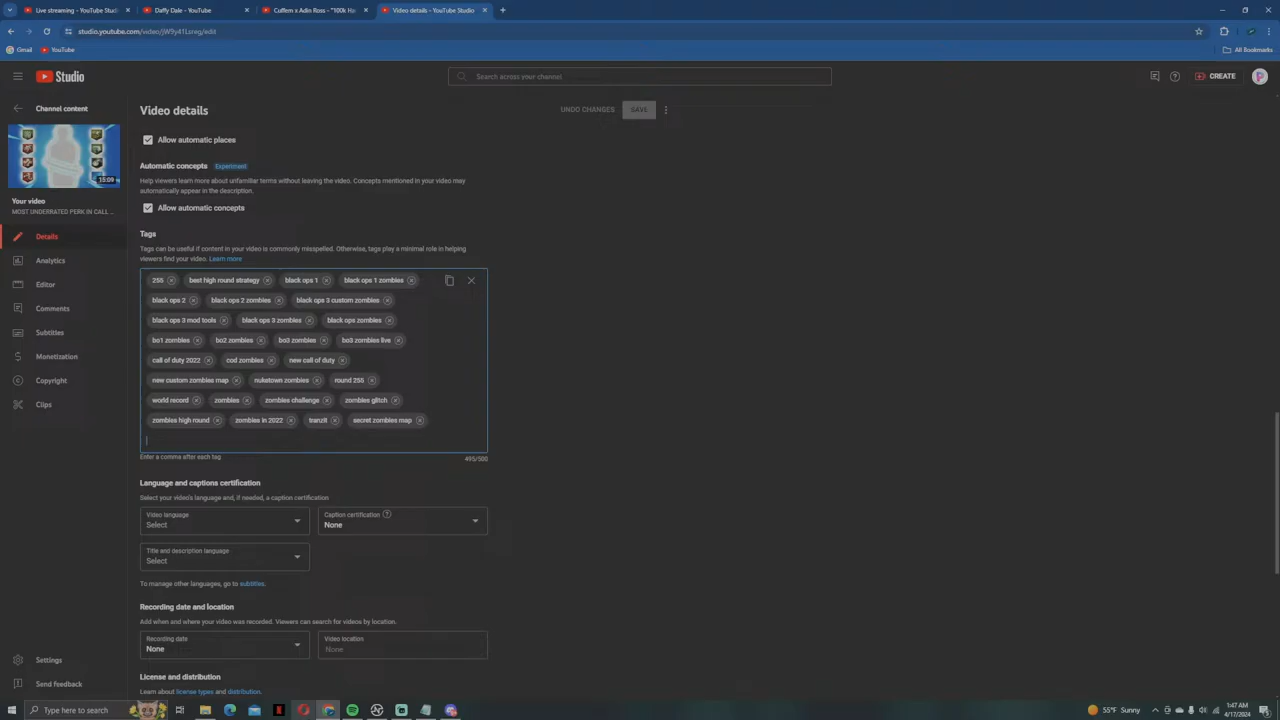 Live streaming - YouTube Stud
Daffy Dale - YouTube
Cuffem x Adin Ross - "100k Hp
Video details - YouTube Studio
studio.youtube.com/video/jW9y41Lsrwg/edit
Gmail
YouTube
All Bookmarks
Studio
Search across your channel
CREATE
Channel content
15:09
Your video
MOST UNDERRATED PERK IN CALL ...
Details
Analytics
Editor
Comments
Subtitles
Monetization
Copyright
Clips
Settings
Send feedback
Video details
UNDO CHANGES
SAVE
Allow automatic places
Automatic concepts Experiment
Help viewers learn more about unfamiliar terms without leaving the video. Concepts mentioned in your video may
automatically appear in the description.
Allow automatic concepts
Tags
Tags can be useful if content in your video is commonly misspelled. Otherwise, tags play a minimal role in helping
viewers find your video. Learn more
255 best high round strategy black ops 1 black ops 1 zombies
black ops 2 black ops 2 zombies black ops 3 custom zombies
black ops 3 mod tools black ops 3 zombies black ops zombies
bo1 zombies bo2 zombies bo3 zombies bo3 zombies live
call of duty 2022 cod zombies new call of duty
new custom zombies map nuketown zombies round 255
world record zombies zombies challenge zombies glitch
zombies high round zombies in 2022 tranzit secret zombies map
Enter a comma after each tag
495/500
Language and captions certification
Select your video's language and, if needed, a caption certification
Video language
Select
Caption certification
None
Title and description language
Select
To manage other languages, go to subtitles.
Recording date and location
Add when and where your video was recorded. Viewers can search for videos by location.
Recording date
None
Video location
None
License and distribution
Learn about license types and distribution.
Type here to search
55°F Sunny
1:47 AM
4/17/2024